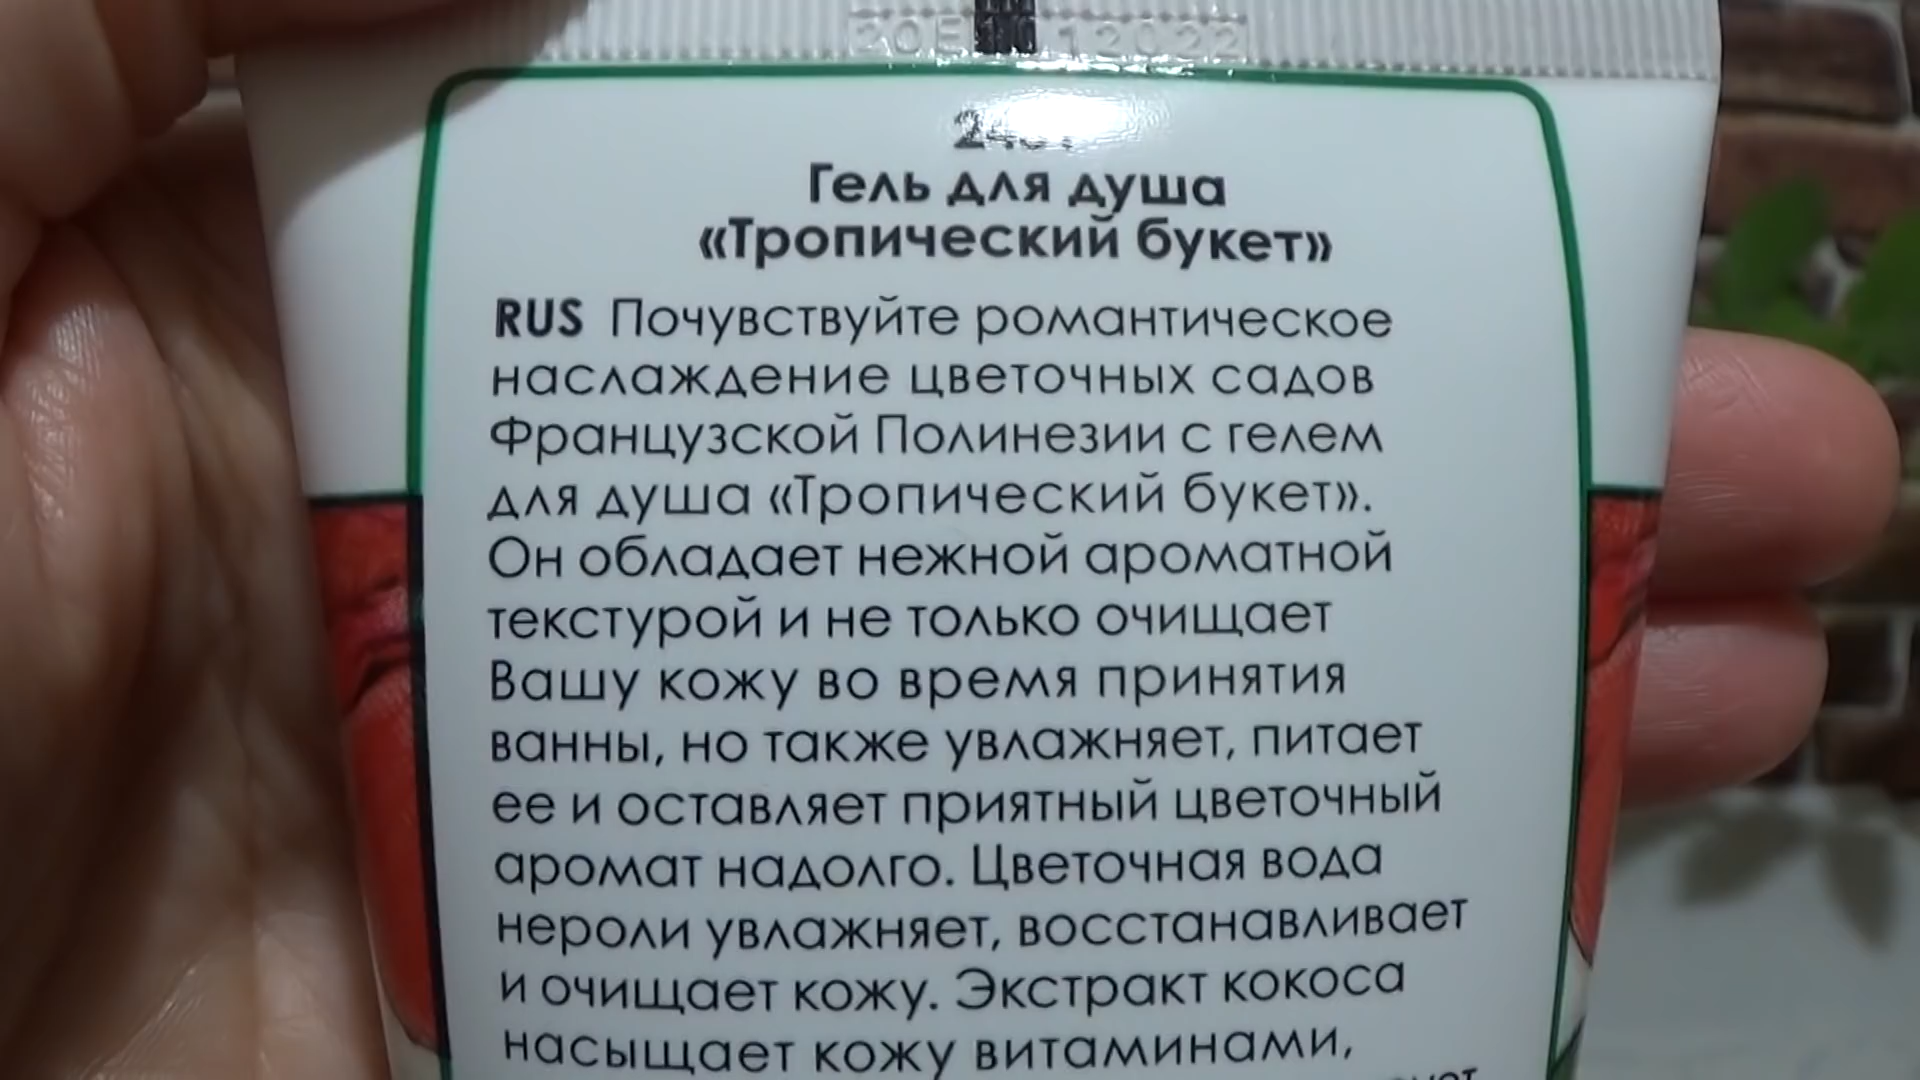 Гель для душа
«Тропический букет»
RUS Почувствуйте романтическое
наслаждение цветочных садов
Французской Полинезии с гелем
для душа «Тропический букет».
Он обладает нежной ароматной
текстурой и не только очищает
Вашу кожу во время принятия
ванны, но также увлажняет, питает
ее и оставляет приятный цветочный
аромат надолго. Цветочная вода
нероли увлажняет, восстанавливает
и очищает кожу. Экстракт кокоса
насыщает кожу витаминами,